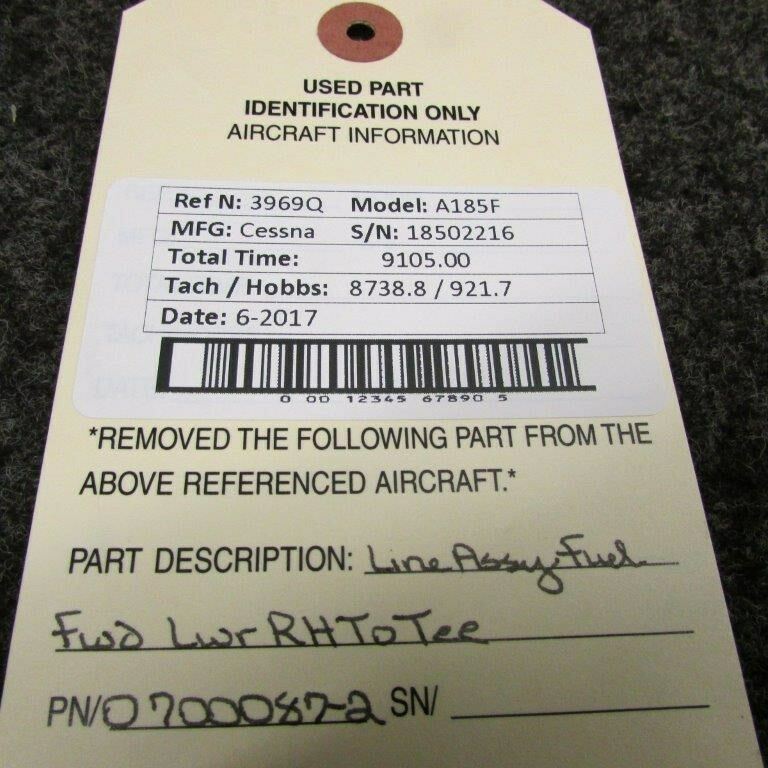 USED PART
IDENTIFICATION ONLY
AIRCRAFT INFORMATION
Ref N: 3969Q Model: A185F
MFG: Cessna S/N: 18502216
Total Time: 9105.00
Tach / Hobbs: 8738.8 / 921.7
Date: 6-2017
0 00 12345 67890 5
*REMOVED THE FOLLOWING PART FROM THE
ABOVE REFERENCED AIRCRAFT.*
PART DESCRIPTION: Line Assy, Fuel
Fwd Lwr RH To Tee
PN/0700087-2 SN/